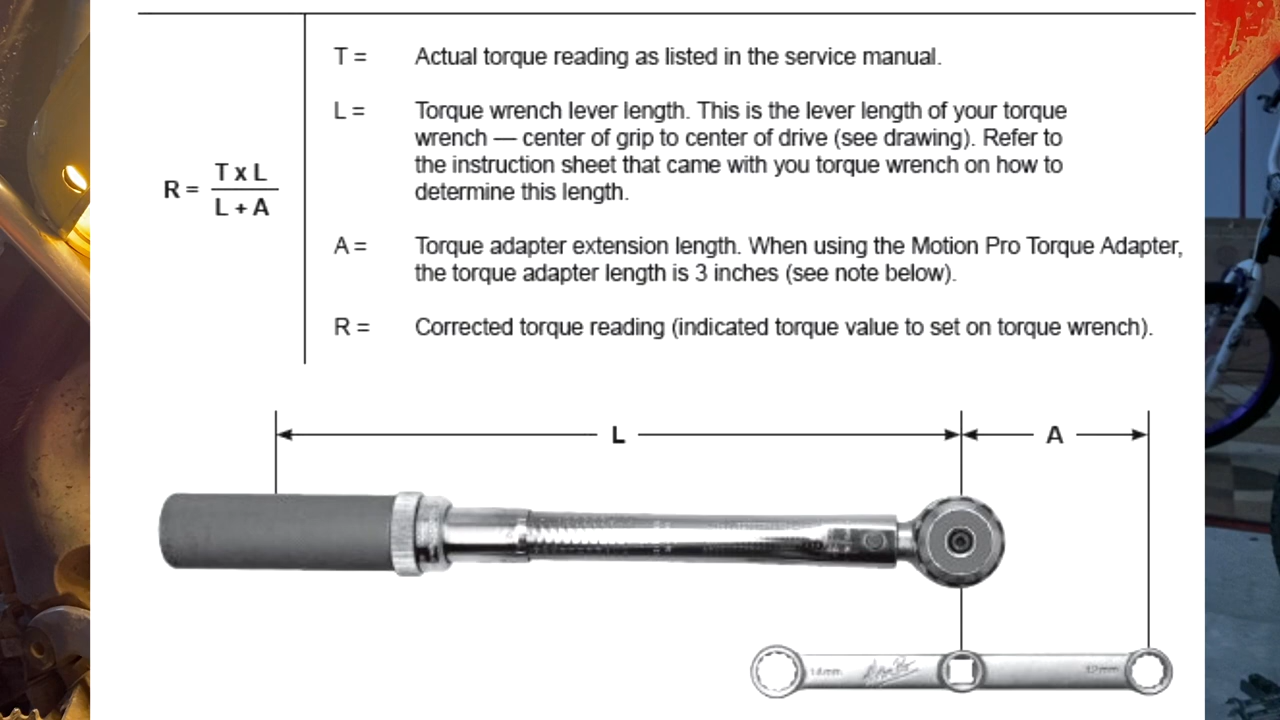 T = Actual torque reading as listed in the service manual.
L = Torque wrench lever length. This is the lever length of your torque
wrench — center of grip to center of drive (see drawing). Refer to
the instruction sheet that came with you torque wrench on how to
determine this length.
R = T x L
L + A
A = Torque adapter extension length. When using the Motion Pro Torque Adapter,
the torque adapter length is 3 inches (see note below).
R = Corrected torque reading (indicated torque value to set on torque wrench).
L
A
14mm
12mm